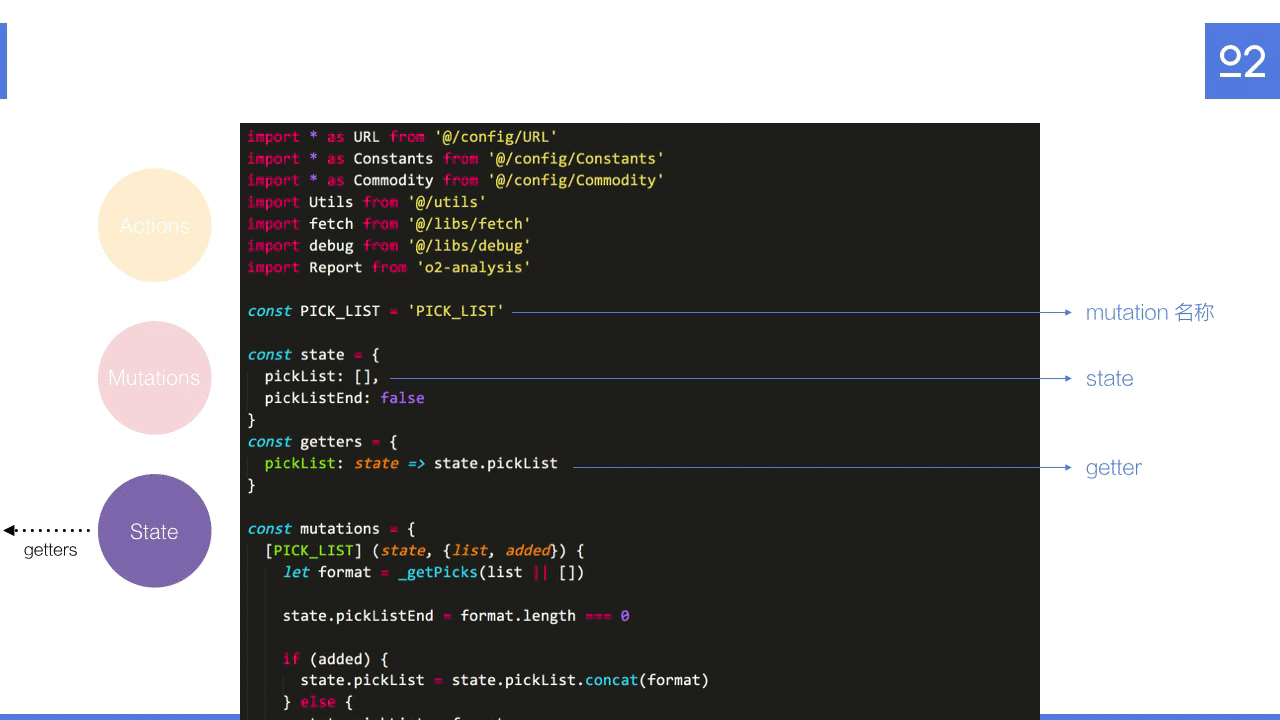 o2
Actions
Mutations
State
getters
import * as URL from '@/config/URL'
import * as Constants from '@/config/Constants'
import * as Commodity from '@/config/Commodity'
import Utils from '@/utils'
import fetch from '@/libs/fetch'
import debug from '@/libs/debug'
import Report from 'o2-analysis'
const PICK_LIST = 'PICK_LIST'
mutation 名称
const state = {
pickList: [],
state
pickListEnd: false
}
const getters = {
pickList: state => state.pickList
getter
}
const mutations = {
[PICK_LIST] (state, {list, added}) {
let format = _getPicks(list || [])
state.pickListEnd = format.length === 0
if (added) {
state.pickList = state.pickList.concat(format)
} else {